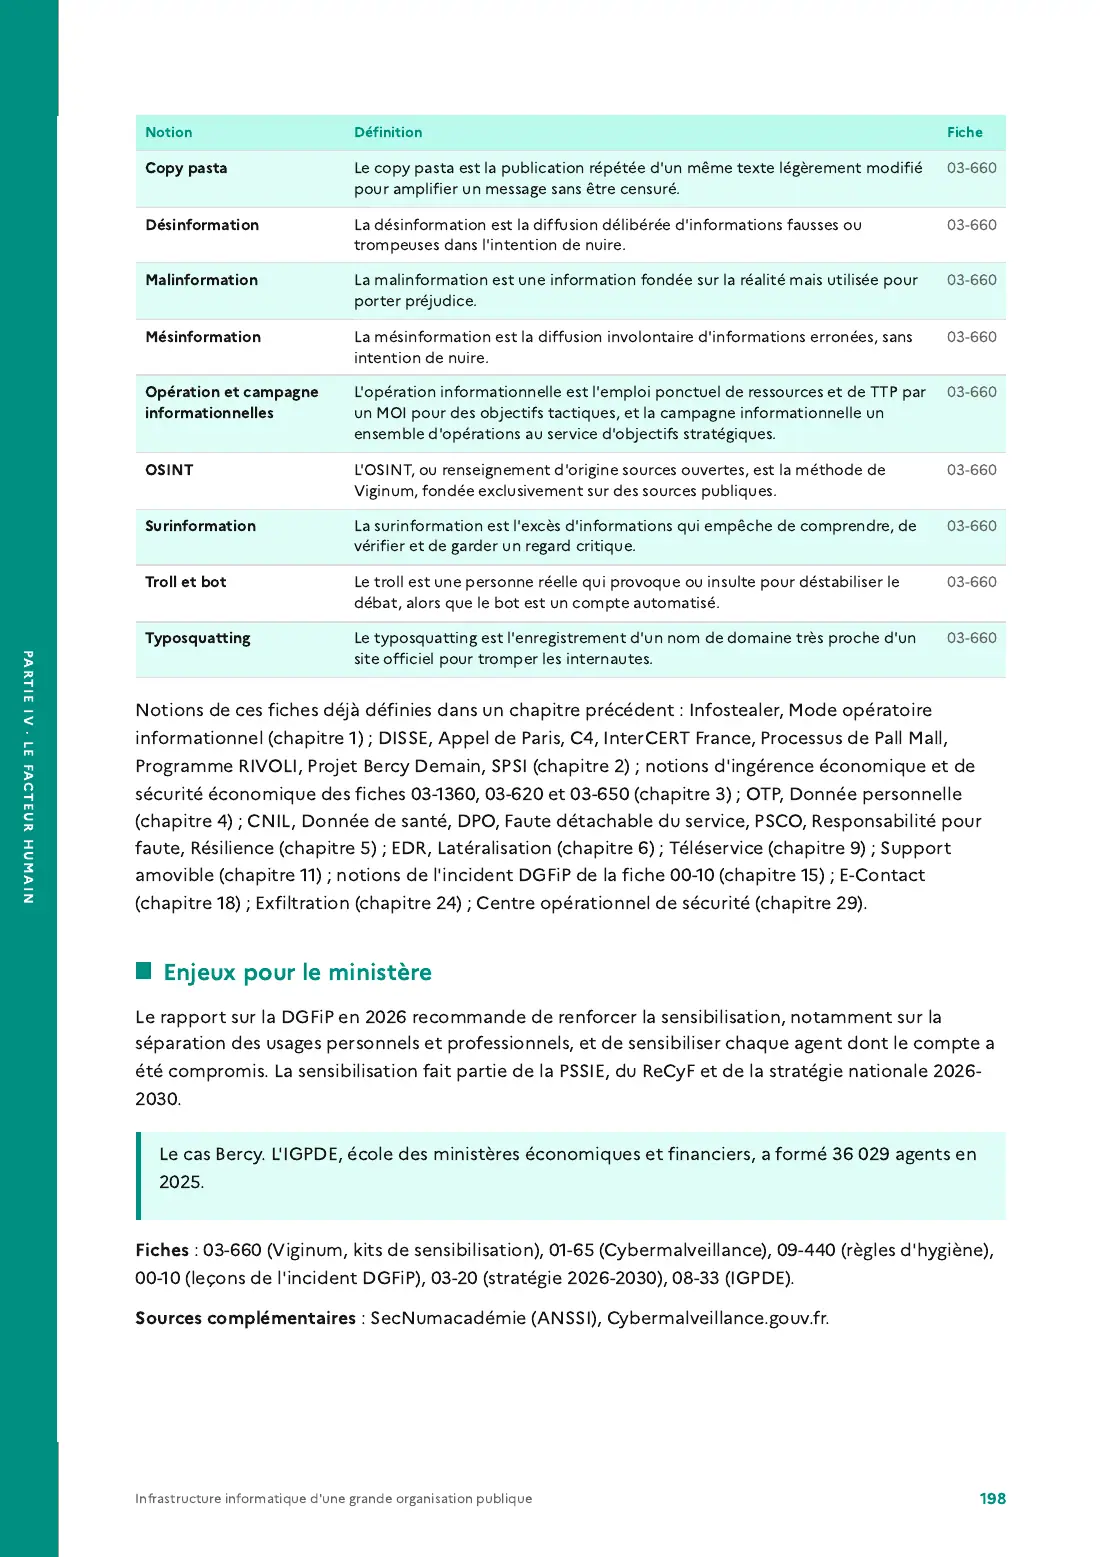 Notion Définition Fiche
Copy pasta Le copy pasta est la publication répétée d'un même texte légèrement modifié 03-660
pour amplifier un message sans être censuré.
Désinformation La désinformation est la diffusion délibérée d'informations fausses ou 03-660
trompeuses dans l'intention de nuire.
Malinformation La malinformation est une information fondée sur la réalité mais utilisée pour 03-660
porter préjudice.
Mésinformation La mésinformation est la diffusion involontaire d'informations erronées, sans 03-660
intention de nuire.
Opération et campagne L'opération informationnelle est l'emploi ponctuel de ressources et de TTP par 03-660
informationnelles un MOI pour des objectifs tactiques, et la campagne informationnelle un
ensemble d'opérations au service d'objectifs stratégiques.
OSINT L'OSINT, ou renseignement d'origine sources ouvertes, est la méthode de 03-660
Viginum, fondée exclusivement sur des sources publiques.
Surinformation La surinformation est l'excès d'informations qui empêche de comprendre, de 03-660
vérifier et de garder un regard critique.
Troll et bot Le troll est une personne réelle qui provoque ou insulte pour déstabiliser le 03-660
débat, alors que le bot est un compte automatisé.
Typosquatting Le typosquatting est l'enregistrement d'un nom de domaine très proche d'un 03-660
site officiel pour tromper les internautes.
Notions de ces fiches déjà définies dans un chapitre précédent : Infostealer, Mode opératoire
informationnel (chapitre 1) ; DISSE, Appel de Paris, C4, InterCERT France, Processus de Pall Mall,
Programme RIVOLI, Projet Bercy Demain, SPSI (chapitre 2) ; notions d'ingérence économique et de
sécurité économique des fiches 03-1360, 03-620 et 03-650 (chapitre 3) ; OTP, Donnée personnelle
(chapitre 4) ; CNIL, Donnée de santé, DPO, Faute détachable du service, PSCO, Responsabilité pour
faute, Résilience (chapitre 5) ; EDR, Latéralisation (chapitre 6) ; Téléservice (chapitre 9) ; Support
amovible (chapitre 11) ; notions de l'incident DGFiP de la fiche 00-10 (chapitre 15) ; E-Contact
(chapitre 18) ; Exfiltration (chapitre 24) ; Centre opérationnel de sécurité (chapitre 29).
Enjeux pour le ministère
Le rapport sur la DGFiP en 2026 recommande de renforcer la sensibilisation, notamment sur la
séparation des usages personnels et professionnels, et de sensibiliser chaque agent dont le compte a
été compromis. La sensibilisation fait partie de la PSSIE, du ReCyF et de la stratégie nationale 2026-
2030.
Le cas Bercy. L'IGPDE, école des ministères économiques et financiers, a formé 36 029 agents en
2025.
Fiches : 03-660 (Viginum, kits de sensibilisation), 01-65 (Cybermalveillance), 09-440 (règles d'hygiène),
00-10 (leçons de l'incident DGFiP), 03-20 (stratégie 2026-2030), 08-33 (IGPDE).
Sources complémentaires : SecNumacadémie (ANSSI), Cybermalveillance.gouv.fr.
PARTIE IV · LE FACTEUR HUMAIN
Infrastructure informatique d'une grande organisation publique 198